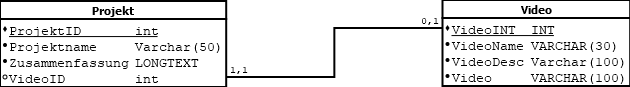 Projekt
ProjektID int
Projektname Varchar(50)
Zusammenfassung LONGTEXT
VideoID int
1,1
0,1
Video
VideoINT INT
VideoName VARCHAR(30)
VideoDesc Varchar(100)
Video VARCHAR(100)